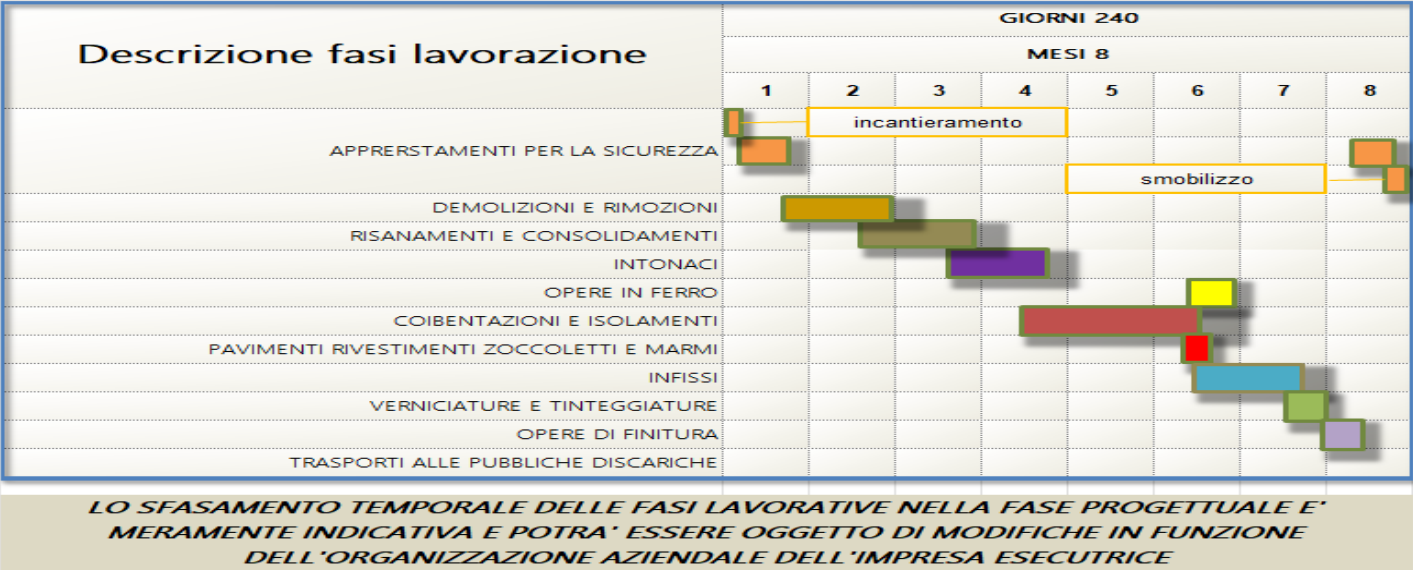 GIORNI 240
Descrizione fasi lavorazione
MESI 8
1 2 3 4 5 6 7 8
incantieramento
APPRERSTAMENTI PER LA SICUREZZA
smobilizzo
DEMOLIZIONI E RIMOZIONI
RISANAMENTI E CONSOLIDAMENTI
INTONACI
OPERE IN FERRO
COIBENTAZIONI E ISOLAMENTI
PAVIMENTI RIVESTIMENTI ZOCCOLETTI E MARMI
INFISSI
VERNICIATURE E TINTEGGIATURE
OPERE DI FINITURA
TRASPORTI ALLE PUBBLICHE DISCARICHE
LO SFASAMENTO TEMPORALE DELLE FASI LAVORATIVE NELLA FASE PROGETTUALE E'
MERAMENTE INDICATIVA E POTRA' ESSERE OGGETTO DI MODIFICHE IN FUNZIONE
DELL'ORGANIZZAZIONE AZIENDALE DELL'IMPRESA ESECUTRICE